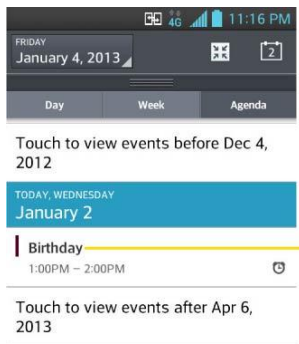 4G 11:16 PM
FRIDAY
January 4, 2013
2
Day Week Agenda
Touch to view events before Dec 4,
2012
TODAY, WEDNESDAY
January 2
Birthday
1:00PM – 2:00PM
Touch to view events after Apr 6,
2013